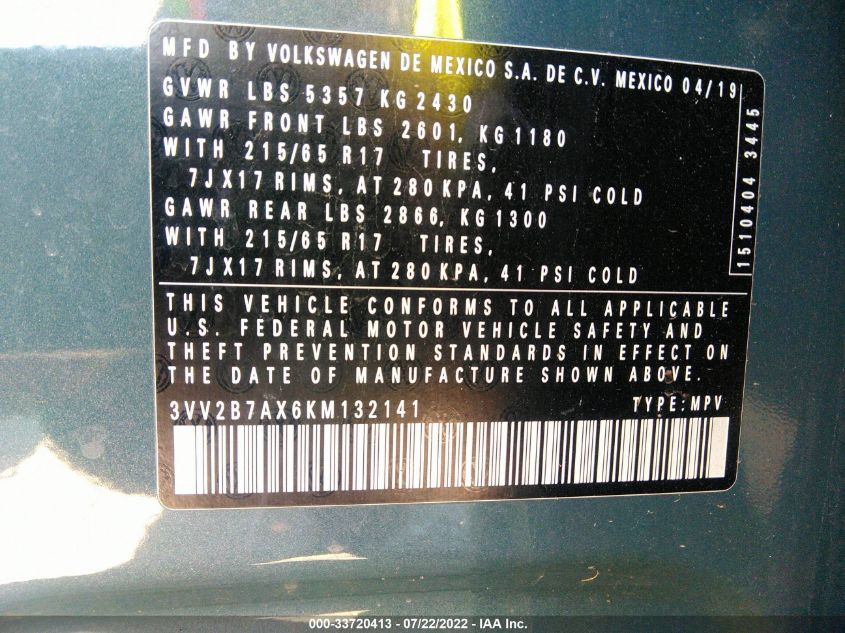 MFD BY VOLKSWAGEN DE MEXICO S.A. DE C.V. MEXICO 04/19
GVWR LBS 5357 KG 2430
GAWR FRONT LBS 2601, KG 1180
WITH 215/65 R17 TIRES,
7JX17 RIMS, AT 280 KPA, 41 PSI COLD
GAWR REAR LBS 2866, KG 1300
WITH 215/65 R17 TIRES,
7JX17 RIMS, AT 280 KPA, 41 PSI COLD
1510404 3445
THIS VEHICLE CONFORMS TO ALL APPLICABLE
U.S. FEDERAL MOTOR VEHICLE SAFETY AND
THEFT PREVENTION STANDARDS IN EFFECT ON
THE DATE OF MANUFACTURE SHOWN ABOVE.
3VV2B7AX6KM132141 TYPE: MPV
000-33720413 - 07/22/2022 - IAA Inc.